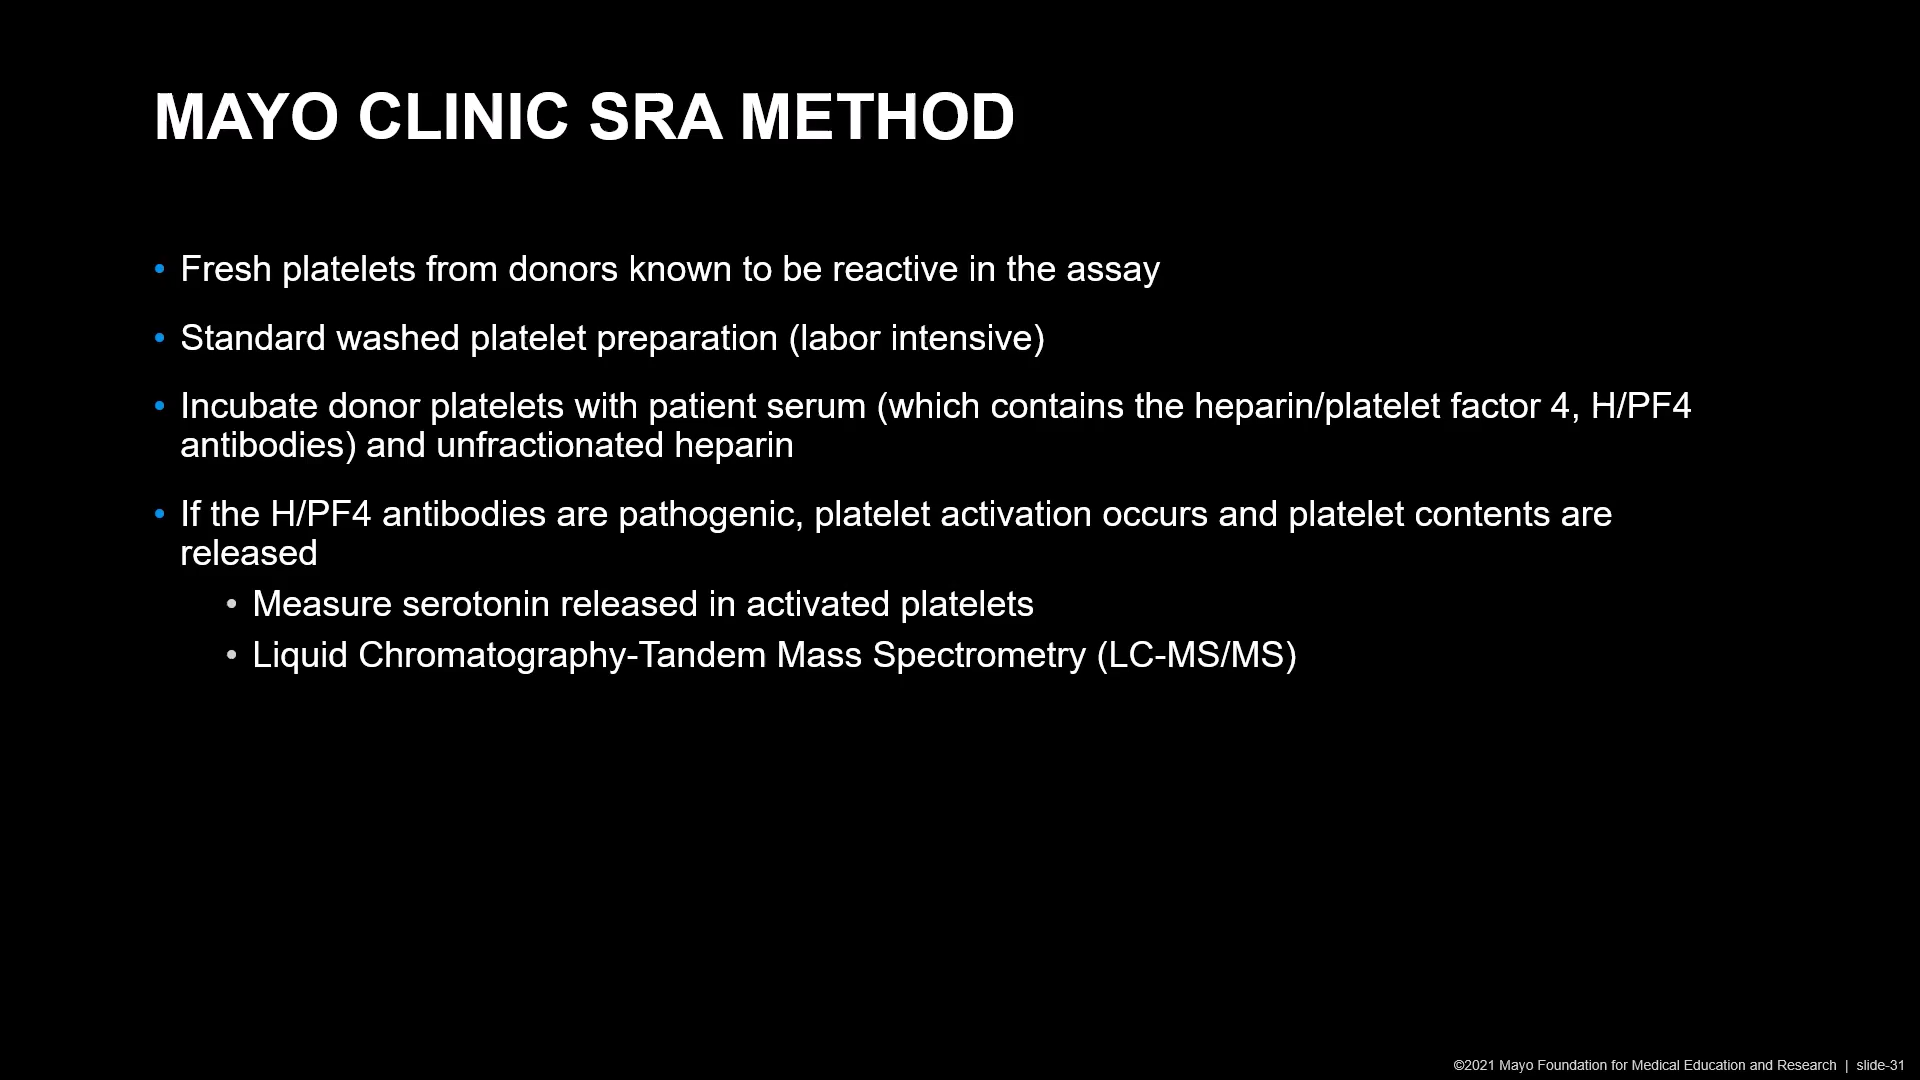 MAYO CLINIC SRA METHOD
• Fresh platelets from donors known to be reactive in the assay
• Standard washed platelet preparation (labor intensive)
• Incubate donor platelets with patient serum (which contains the heparin/platelet factor 4, H/PF4
antibodies) and unfractionated heparin
• If the H/PF4 antibodies are pathogenic, platelet activation occurs and platelet contents are
released
• Measure serotonin released in activated platelets
• Liquid Chromatography-Tandem Mass Spectrometry (LC-MS/MS)
©2021 Mayo Foundation for Medical Education and Research | slide-31